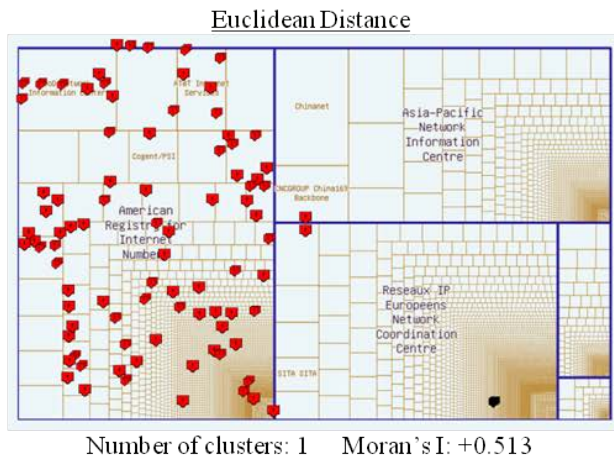 Euclidean Distance
Information
AT&T Internet
Services
Chinanet
Asia-Pacific
Network
Information
Centre
Cogent/PSI
CNCGROUP China169
Backbone
American
Registry for
Internet
Numbers
Reseaux IP
Europeens
Network
Coordination
Centre
SITA SITA
Number of clusters: 1 Moran's I: +0.513